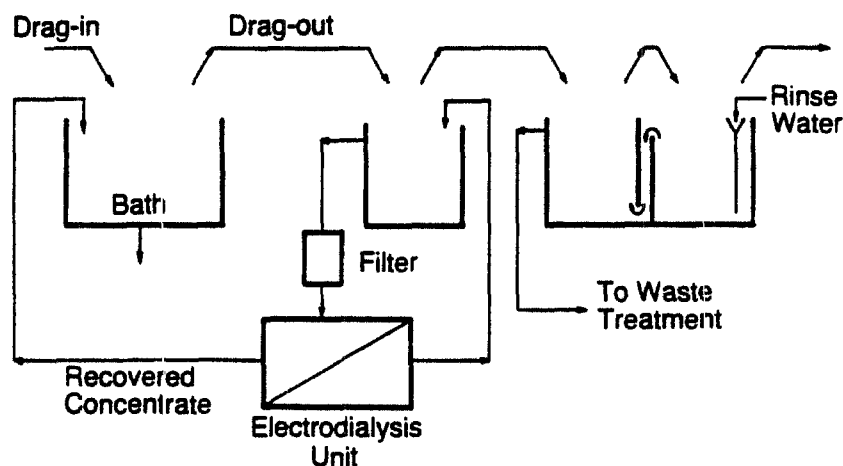 Drag-in
Drag-out
Rinse
Water
Bath
Filter
To Waste
Treatment
Recovered
Concentrate
Electrodialysis
Unit